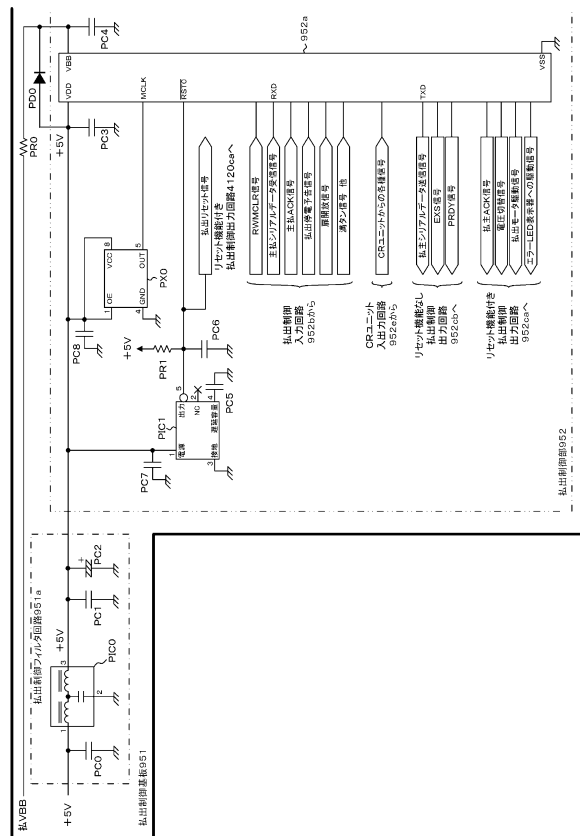 払VBB
+5V
払出制御基板951
払出制御フィルタ回路951a
PC0
1
2
3
PIC0
+5V
PC1
+
PC2
払出制御部952
PC7
PIC1
1
電源
3
接地
出力
5
NC
2
遅延容量
4
PC5
PC6
+5V
PR1
PC8
1
OE
VCC
8
4
GND
OUT
5
PX0
PR0
PD0
+5V
PC3
PC4
952a
VDD
VBB
MCLK
RST0
RXD
TXD
VSS
払出リセット信号
リセット機能付き
払出制御出力回路4120caへ
RWMCLR信号
主払シリアルデータ受信信号
主払ACK信号
払出停電予告信号
扉開放信号
満タン信号 他
払出制御
入力回路
952bから
CRユニットからの各種信号
CRユニット
入出力回路
952eから
払主シリアルデータ送信信号
EXS信号
PRDY信号
リセット機能なし
払出制御
出力回路
952cbへ
払主ACK信号
電圧切替信号
払出モータ駆動信号
エラーLED表示器への駆動信号
リセット機能付き
払出制御
出力回路
952caへ